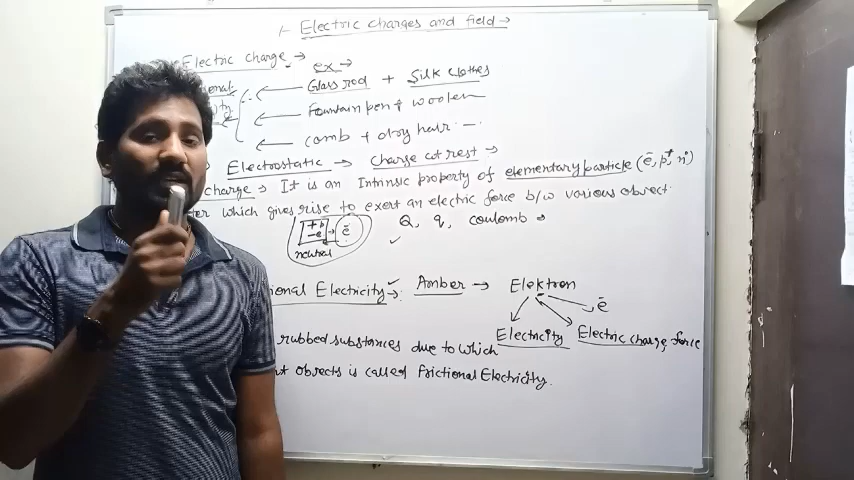 :- Electric charges and field →
Electric charge →
ex →
Glass rod + Silk clothes
Fountain pen + woolen
comb + dry hair
Electrostatic → charge at rest →
charge → It is an Intrinsic property of elementary particle (ē, p⁺, n°)
which gives rise to exert an electric force b/w various object.
+ p
- e → ē
neutral
Q, q, coulomb
Electricity → : Amber → Elektron
ē
Electricity
Electric charge, force
rubbed substances due to which
objects is called frictional Electricity.